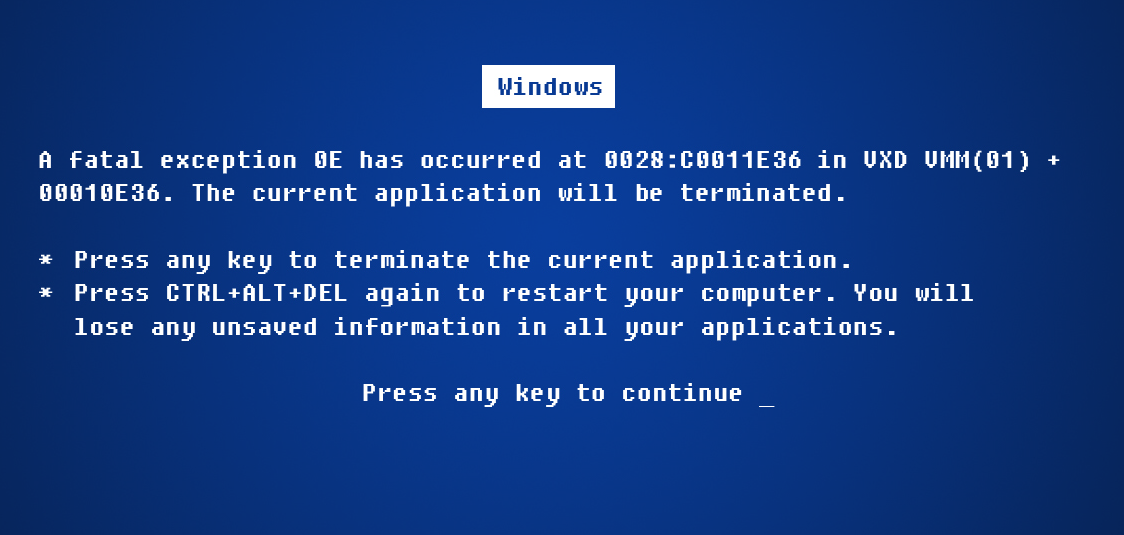 Windows
A fatal exception 0E has occurred at 0028:C0011E36 in VXD VMM(01) +
00010E36. The current application will be terminated.
* Press any key to terminate the current application.
* Press CTRL+ALT+DEL again to restart your computer. You will
lose any unsaved information in all your applications.
Press any key to continue _